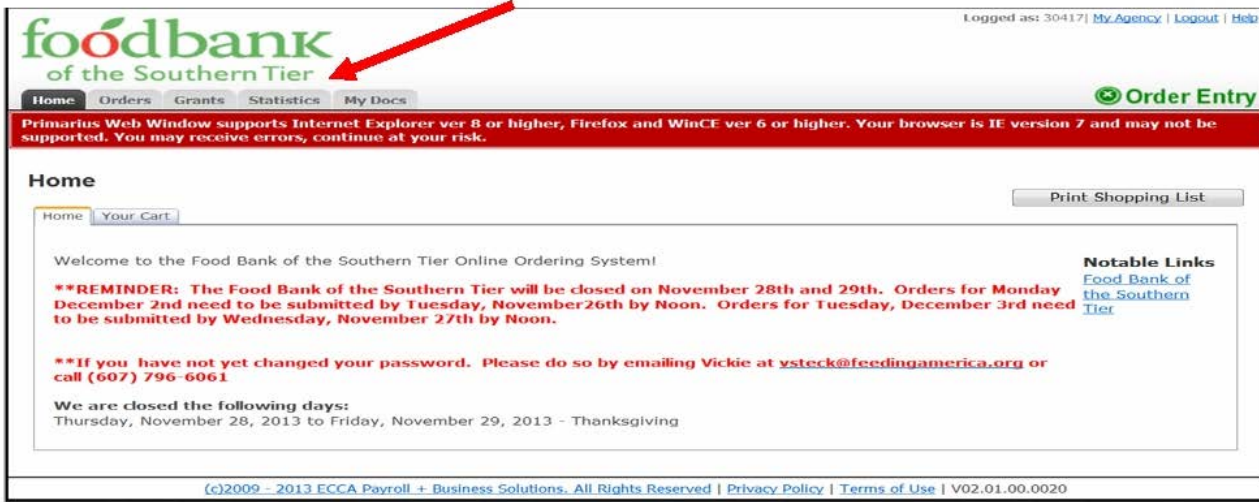 Logged as: 30417| My Agency | Logout | Help
foodbank
of the Southern Tier
Home Orders Grants Statistics My Docs
Order Entry
Primarius Web Window supports Internet Explorer ver 8 or higher, Firefox and WinCE ver 6 or higher. Your browser is IE version 7 and may not be
supported. You may receive errors, continue at your risk.
Home
Print Shopping List
Home Your Cart
Welcome to the Food Bank of the Southern Tier Online Ordering System!
**REMINDER: The Food Bank of the Southern Tier will be closed on November 28th and 29th. Orders for Monday
December 2nd need to be submitted by Tuesday, November26th by Noon. Orders for Tuesday, December 3rd need
to be submitted by Wednesday, November 27th by Noon.
**If you have not yet changed your password. Please do so by emailing Vickie at vsteck@feedingamerica.org or
call (607) 796-6061
We are closed the following days:
Thursday, November 28, 2013 to Friday, November 29, 2013 - Thanksgiving
Notable Links
Food Bank of
the Southern
Tier
(c)2009 - 2013 ECCA Payroll + Business Solutions. All Rights Reserved | Privacy Policy | Terms of Use | V02.01.00.0020